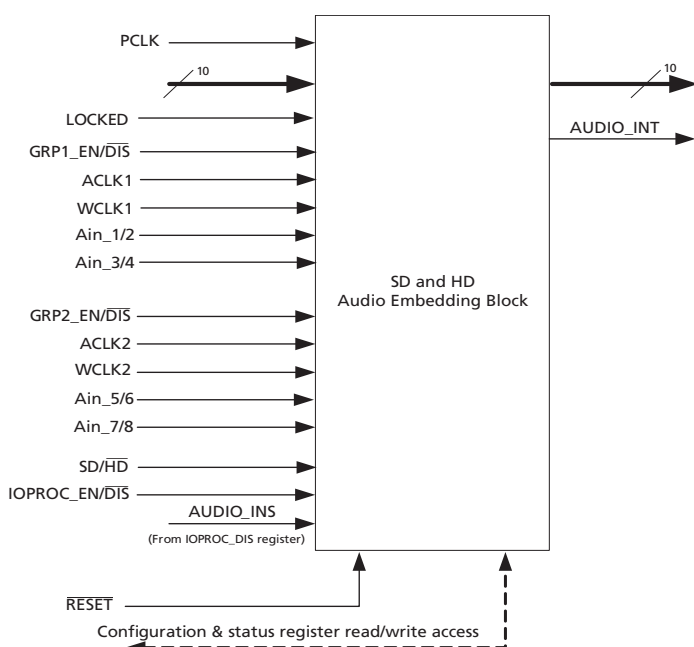 PCLK
10
LOCKED
GRP1_EN/DIS
ACLK1
WCLK1
Ain_1/2
Ain_3/4
GRP2_EN/DIS
ACLK2
WCLK2
Ain_5/6
Ain_7/8
SD/HD
IOPROC_EN/DIS
AUDIO_INS
(From IOPROC_DIS register)
SD and HD
Audio Embedding Block
10
AUDIO_INT
RESET
Configuration & status register read/write access